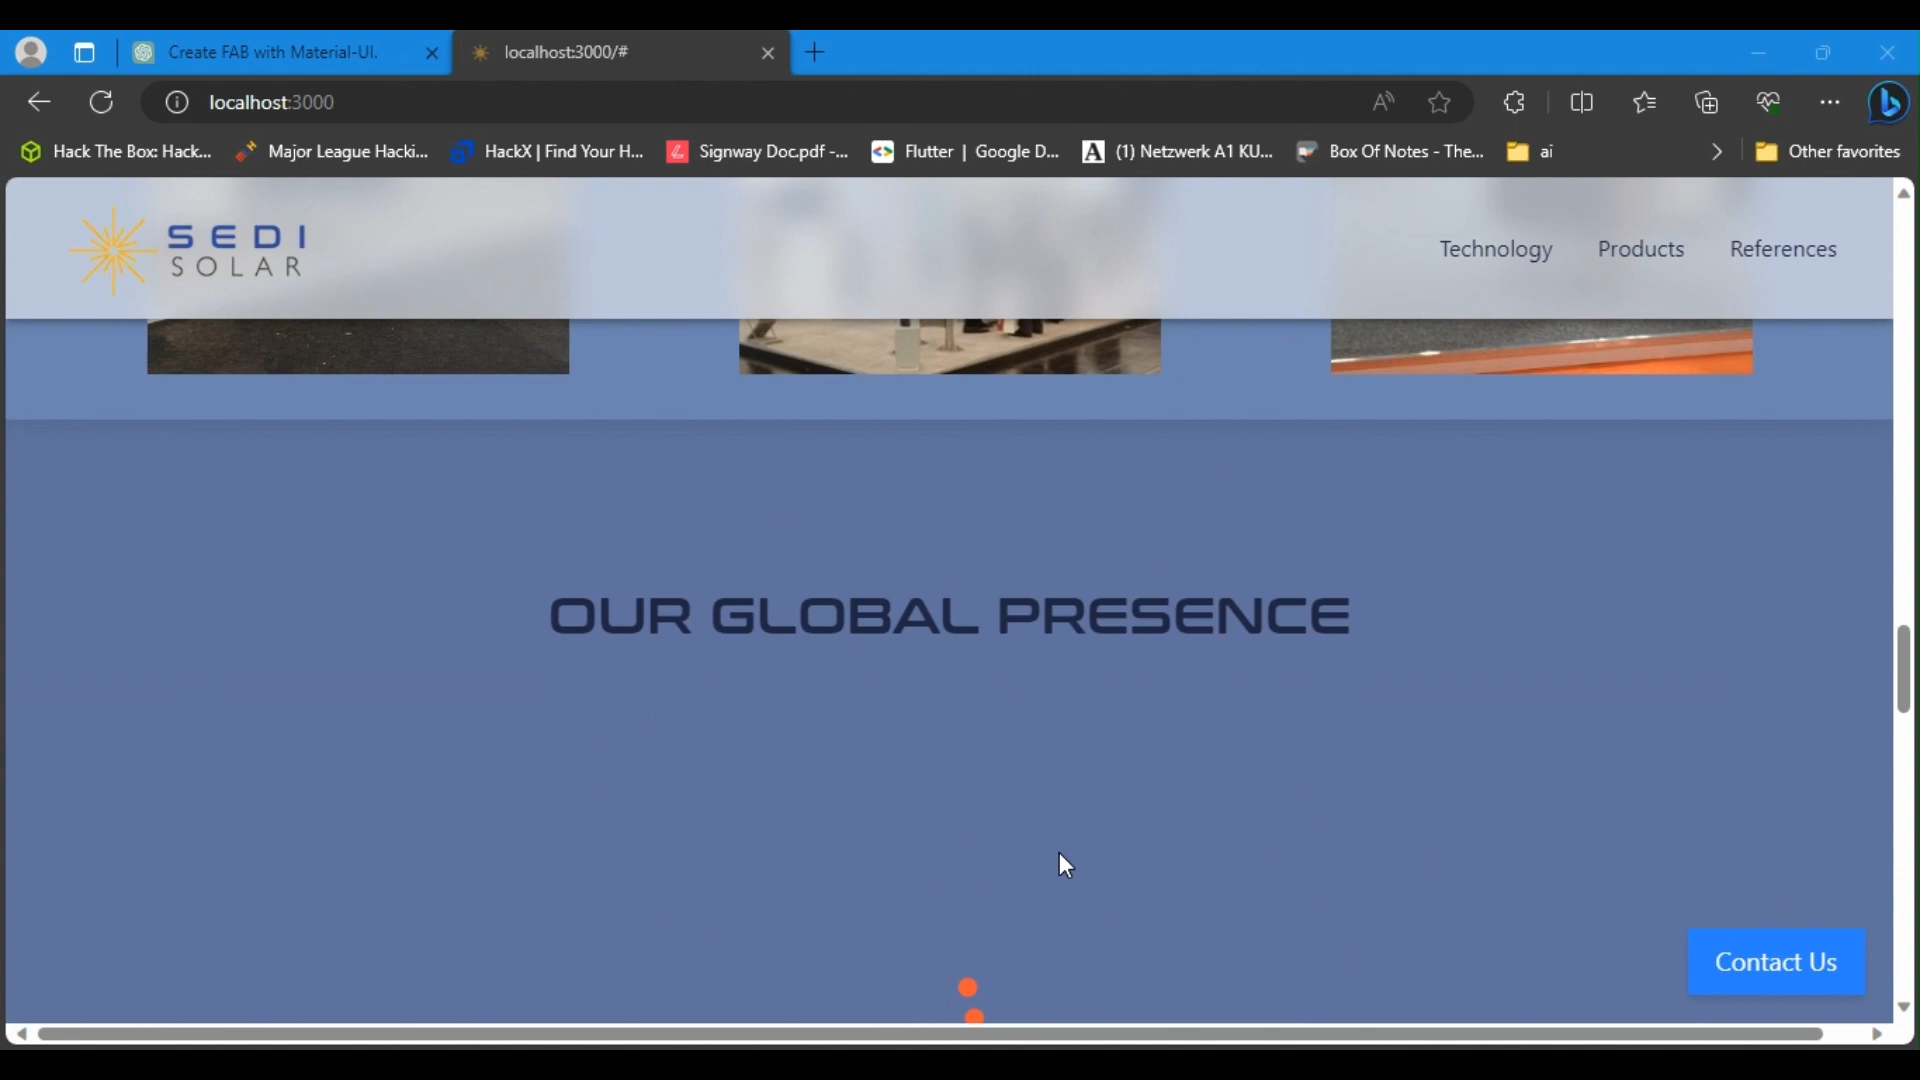 Create FAB with Material-UI.
localhost:3000/#
localhost:3000
Hack The Box: Hack...
Major League Hacki...
HackX | Find Your H...
Signway Doc.pdf -...
Flutter | Google D...
(1) Netzwerk A1 KU...
Box Of Notes - The...
ai
Other favorites
SEDI
SOLAR
Technology
Products
References
OUR GLOBAL PRESENCE
Contact Us